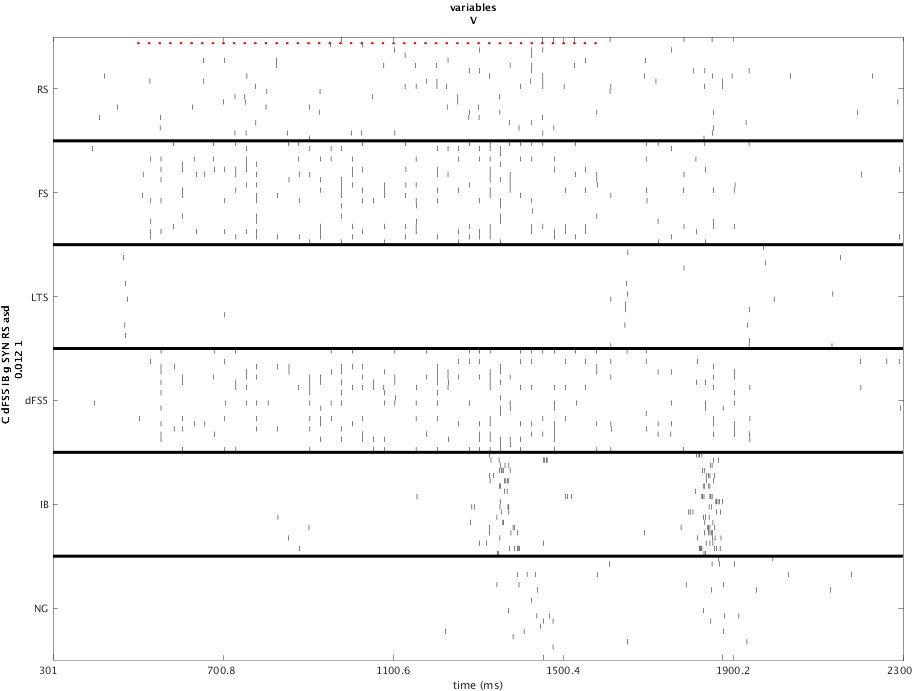 variables
V
RS
FS
LTS
dFS5
IB
NG
C dFS5 IB g SYN RS asd
0.012 1
301
700.8
1100.6
1500.4
1900.2
2300
time (ms)